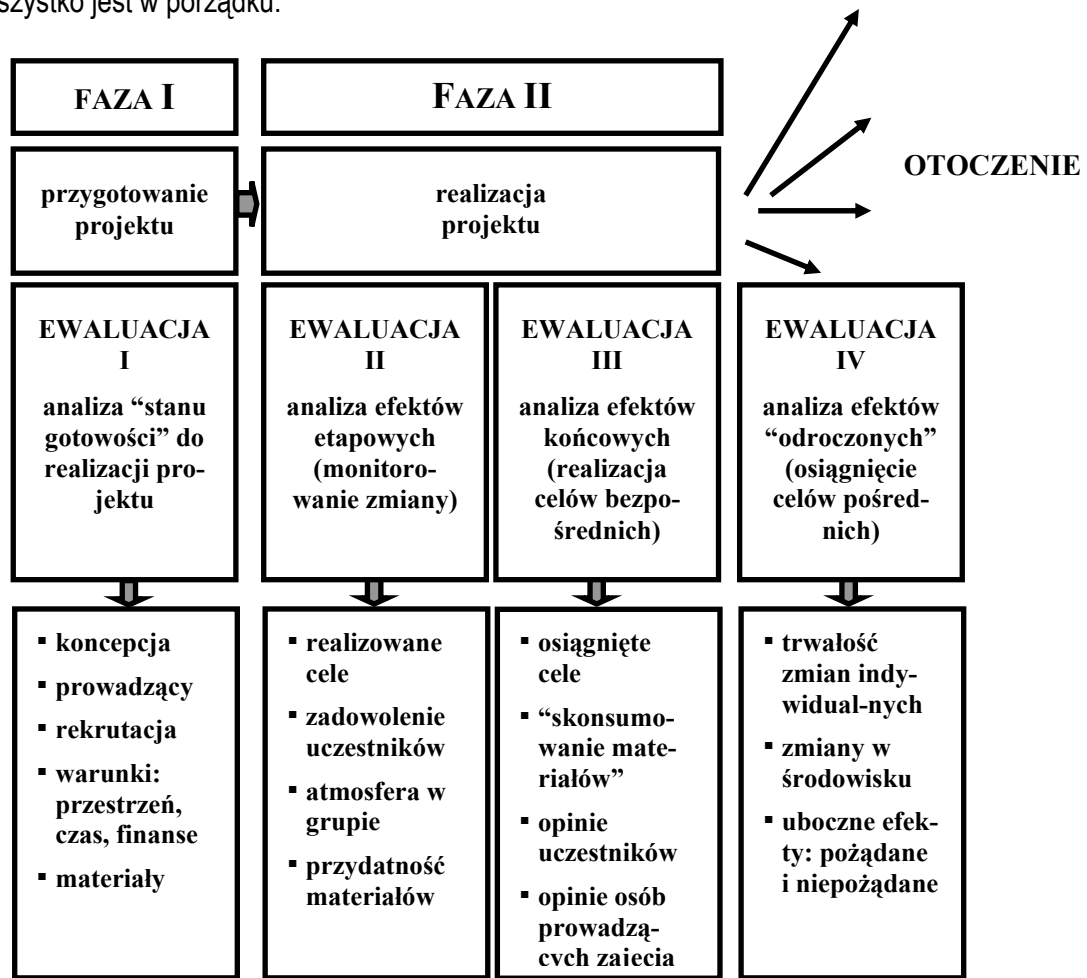 szystko jest w porządku.
FAZA I
FAZA II
OTOCZENIE
przygotowanie
projektu
realizacja
projektu
EWALUACJA
I
analiza “stanu
gotowości” do
realizacji pro-
jektu
EWALUACJA
II
analiza efektów
etapowych
(monitoro-
wanie zmiany)
EWALUACJA
III
analiza efektów
końcowych
(realizacja
celów bezpo-
średnich)
EWALUACJA
IV
analiza efektów
“odroczonych”
(osiągnięcie
celów pośred-
nich)
▪ koncepcja
▪ prowadzący
▪ rekrutacja
▪ warunki:
przestrzeń,
czas, finanse
▪ materiały
▪ realizowane
cele
▪ zadowolenie
uczestników
▪ atmosfera w
grupie
▪ przydatność
materiałów
▪ osiągnięte
cele
▪ “skonsumo-
wanie mate-
riałów”
▪ opinie
uczestników
▪ opinie osób
prowadzą-
cych zajęcia
▪ trwałość
zmian indy-
widual-nych
▪ zmiany w
środowisku
▪ uboczne efek-
ty: pożądane
i niepożądane